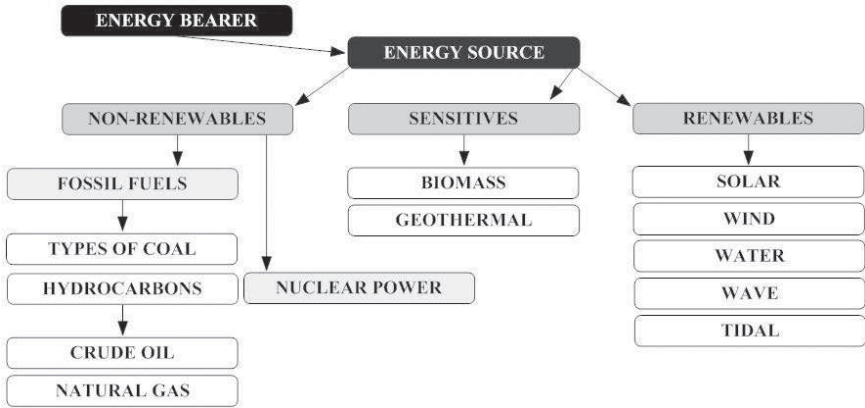 ENERGY BEARER
ENERGY SOURCE
NON-RENEWABLES
SENSITIVES
RENEWABLES
FOSSIL FUELS
BIOMASS
SOLAR
GEOTHERMAL
WIND
TYPES OF COAL
WATER
HYDROCARBONS
NUCLEAR POWER
WAVE
TIDAL
CRUDE OIL
NATURAL GAS